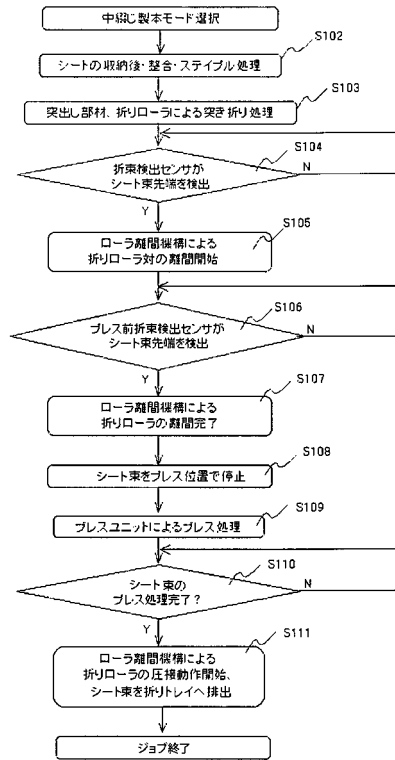 中綴じ製本モード選択
S102
シートの収納後・整合・ステイプル処理
S103
突出し部材、折りローラによる突き折り処理
S104
折束検出センサが
シート束先端を検出
N
Y
S105
ローラ離間機構による
折りローラ対の離間開始
S106
プレス前折束検出センサが
シート束先端を検出
N
Y
S107
ローラ離間機構による
折りローラの離間完了
S108
シート束をプレス位置で停止
S109
プレスユニットによるプレス処理
S110
シート束の
プレス処理完了？
N
Y
S111
ローラ離間機構による
折りローラの圧接動作開始、
シート束を折りトレイへ排出
ジョブ終了